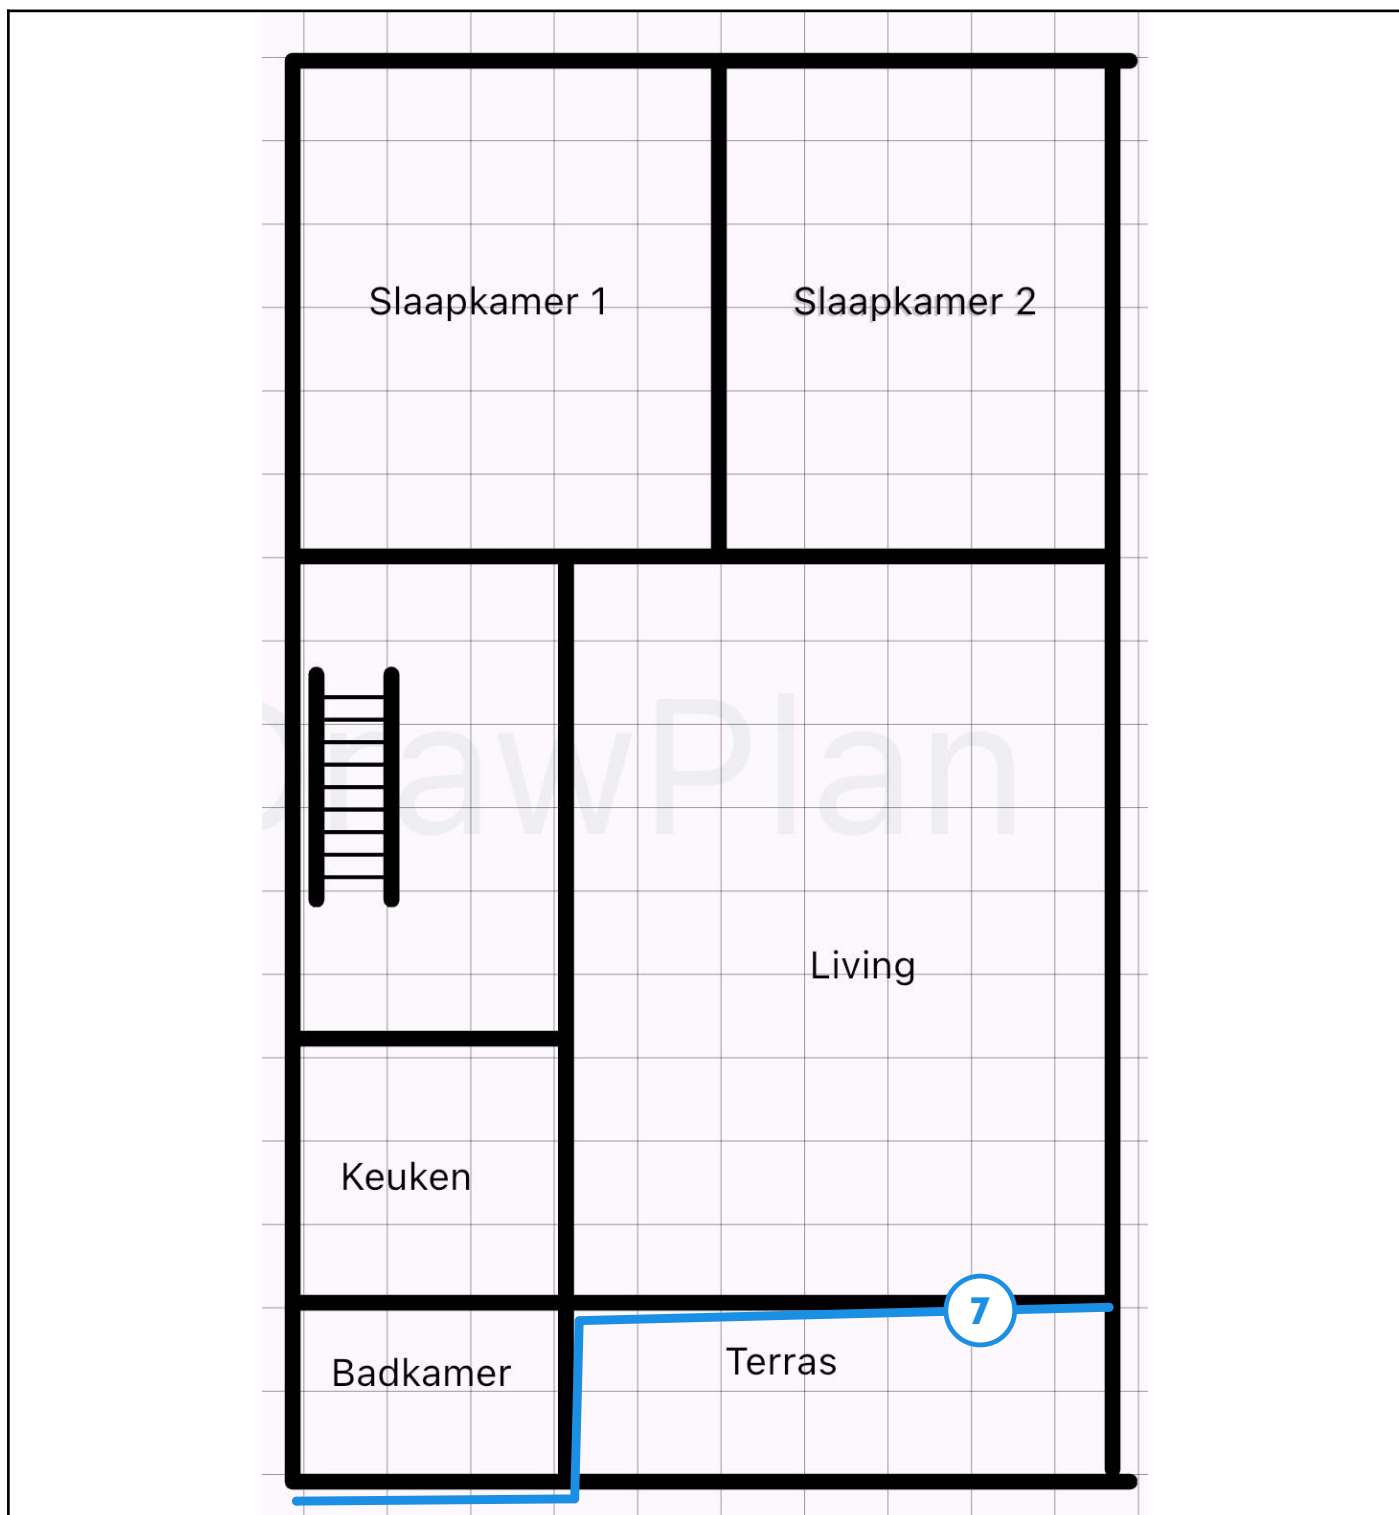 Slaapkamer 1
Slaapkamer 2
DrawPlan
Living
Keuken
7
Badkamer
Terras